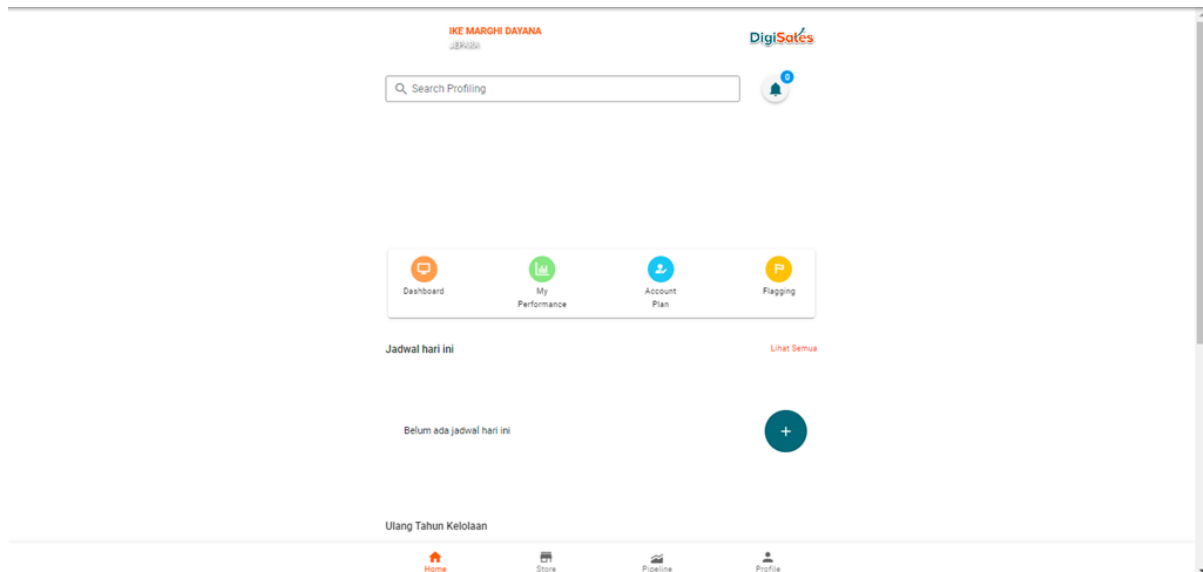 IKE MARGHI DAYANA
JEPARA
DigiSales
Search Profiling
0
Dashboard
My
Performance
Account
Plan
Flagging
Jadwal hari ini
Lihat Semua
Belum ada jadwal hari ini
+
Ulang Tahun Kelolaan
Home
Store
Pipeline
Profile